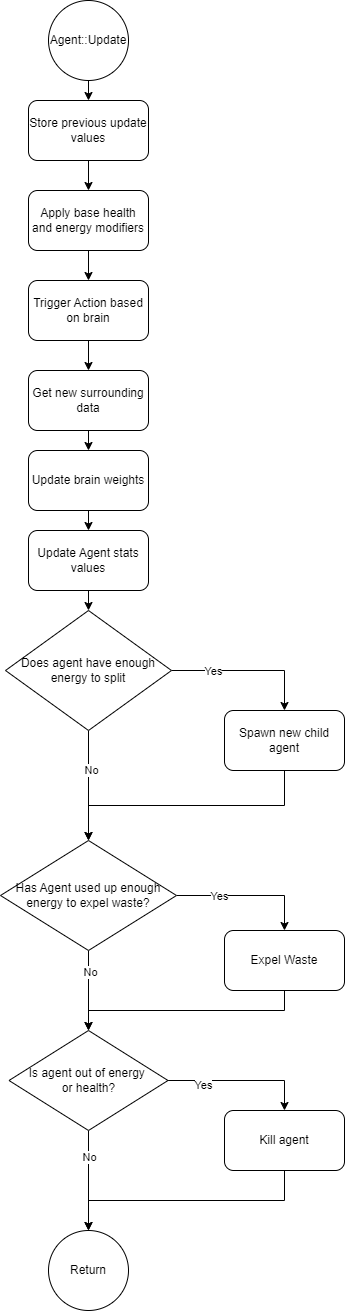 Agent::Update
Store previous update
values
Apply base health
and energy modifiers
Trigger Action based
on brain
Get new surrounding
data
Update brain weights
Update Agent stats
values
Does agent have enough
energy to split
Yes
Spawn new child
agent
No
Has Agent used up enough
energy to expel waste?
Yes
Expel Waste
No
Is agent out of energy
or health?
Yes
Kill agent
No
Return